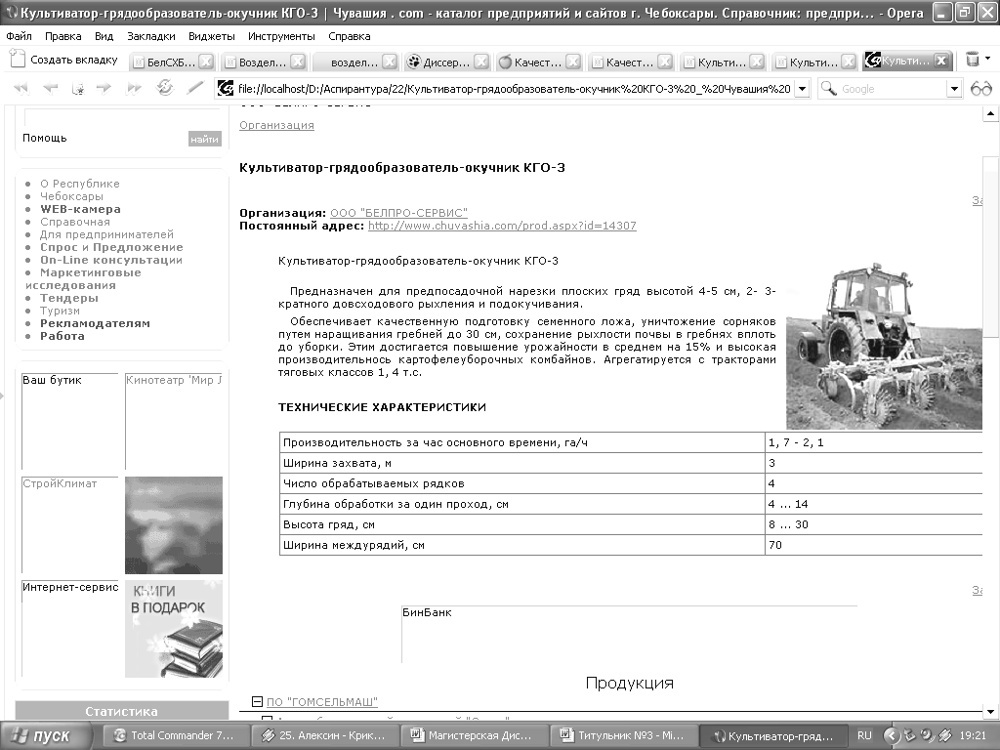 Культиватор-грядообразователь-окучник КГО-3 | Чувашия . com - каталог предприятий и сайтов г. Чебоксары. Справочник: предпри... - Opera
Файл Правка Вид Закладки Виджеты Инструменты Справка
Создать вкладку БелСХБ... Воздел... возdел... Диссер... Качест... Качест... Культи... Культи... Культи...
file://localhost/D:/Аспирантура/22/Культиватор-грядообразователь-окучник%20КГО-3%20_%20Чувашия%20 Google
Организация
Помощь найти
Культиватор-грядообразователь-окучник КГО-3
О Республике
Чебоксары
WEB-камера
Справочная
Для предпринимателей
Спрос и Предложение
On-Line консультации
Маркетинговые
исследования
Тендеры
Туризм
Рекламодателям
Работа
За
Организация: ООО "БЕЛПРО-СЕРВИС"
Постоянный адрес: http://www.chuvashia.com/prod.aspx?id=14307
Культиватор-грядообразователь-окучник КГО-3
Предназначен для предпосадочной нарезки плоских гряд высотой 4-5 см, 2- 3-
кратного довсходового рыхления и подокучивания.
Обеспечивает качественную подготовку семенного ложа, уничтожение сорняков
путем наращивания гребней до 30 см, сохранение рыхлости почвы в гребнях вплоть
до уборки. Этим достигается повышение урожайности в среднем на 15% и высокая
производительнось картофелеуборочных комбайнов. Агрегатируется с тракторами
тяговых классов 1, 4 т.с.
ТЕХНИЧЕСКИЕ ХАРАКТЕРИСТИКИ
Производительность за час основного времени, га/ч 1, 7 - 2, 1
Ширина захвата, м 3
Число обрабатываемых рядков 4
Глубина обработки за один проход, см 4 ... 14
Высота гряд, см 8 ... 30
Ширина междурядий, см 70
За
Ваш бутик Кинотеатр 'Мир Л
СтройКлимат
Интернет-сервис КНИГИ
В ПОДАРОК
БинБанк
Продукция
ПО "ГОМСЕЛЬМАШ"
Статистика
пуск Total Commander 7... 25. Алексин - Крик... Магистерская Дис... Титульник №3 - Mi... Культиватор-гряд... RU 19:21